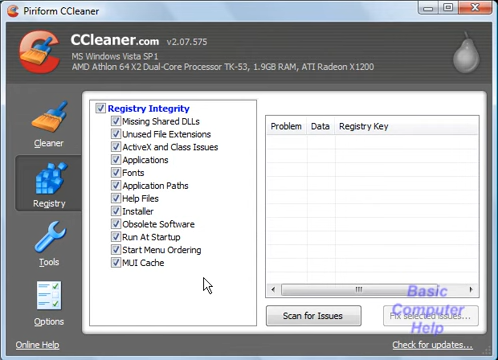 Piriform CCleaner
CCleaner.com v2.07.575
MS Windows Vista SP1
AMD Athlon 64 X2 Dual-Core Processor TK-53, 1.9GB RAM, ATI Radeon X1200
Cleaner
Registry
Tools
Options
Registry Integrity
Missing Shared DLLs
Unused File Extensions
ActiveX and Class Issues
Applications
Fonts
Application Paths
Help Files
Installer
Obsolete Software
Run At Startup
Start Menu Ordering
MUI Cache
Problem Data Registry Key
Scan for Issues
Fix selected issues...
Basic
Computer
Help
Online Help
Check for updates...